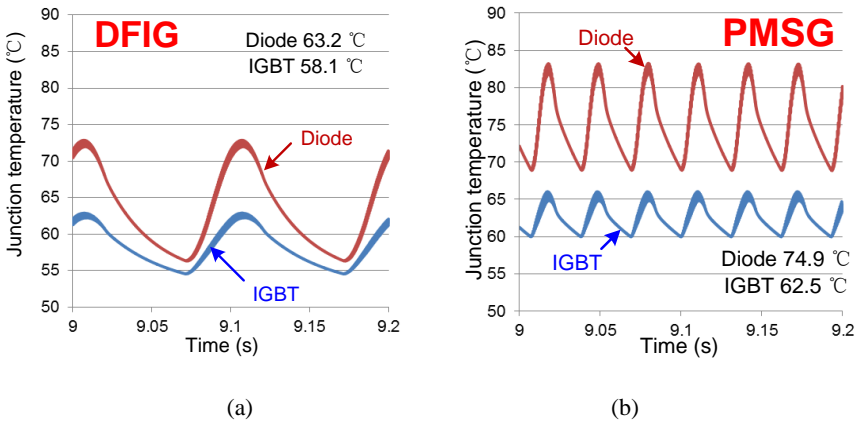 DFIG
Diode 63.2 ℃
IGBT 58.1 ℃
Junction temperature (℃)
90
85
80
75
70
65
60
55
50
Diode
IGBT
9
9.05
9.1
9.15
9.2
Time (s)
(a)
PMSG
Diode
Junction temperature (℃)
90
85
80
75
70
65
60
55
50
IGBT
Diode 74.9 ℃
IGBT 62.5 ℃
9
9.05
9.1
9.15
9.2
Time (s)
(b)